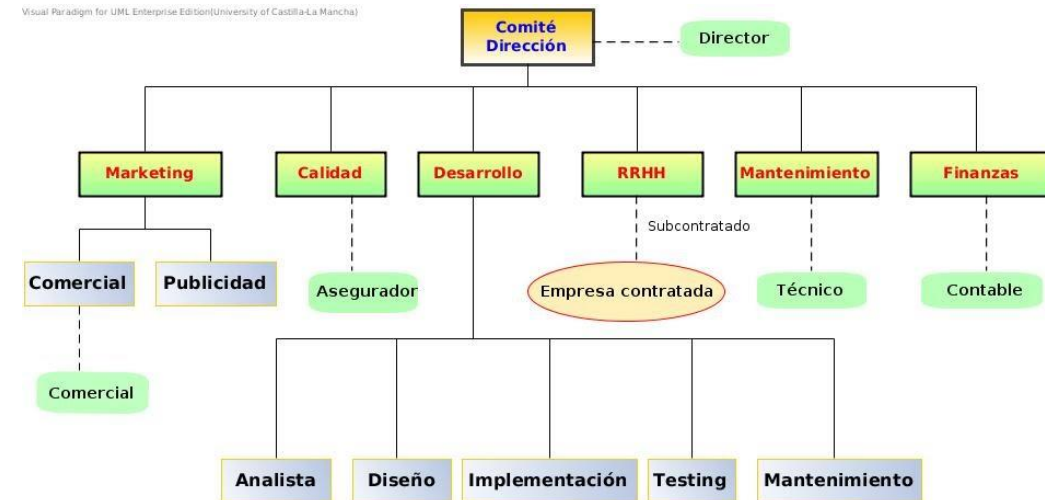 Visual Paradigm for UML Enterprise Edition(University of Castilla-La Mancha)
Comité
Dirección
Director
Marketing
Calidad
Desarrollo
RRHH
Mantenimiento
Finanzas
Subcontratado
Comercial
Publicidad
Asegurador
Empresa contratada
Técnico
Contable
Comercial
Analista
Diseño
Implementación
Testing
Mantenimiento